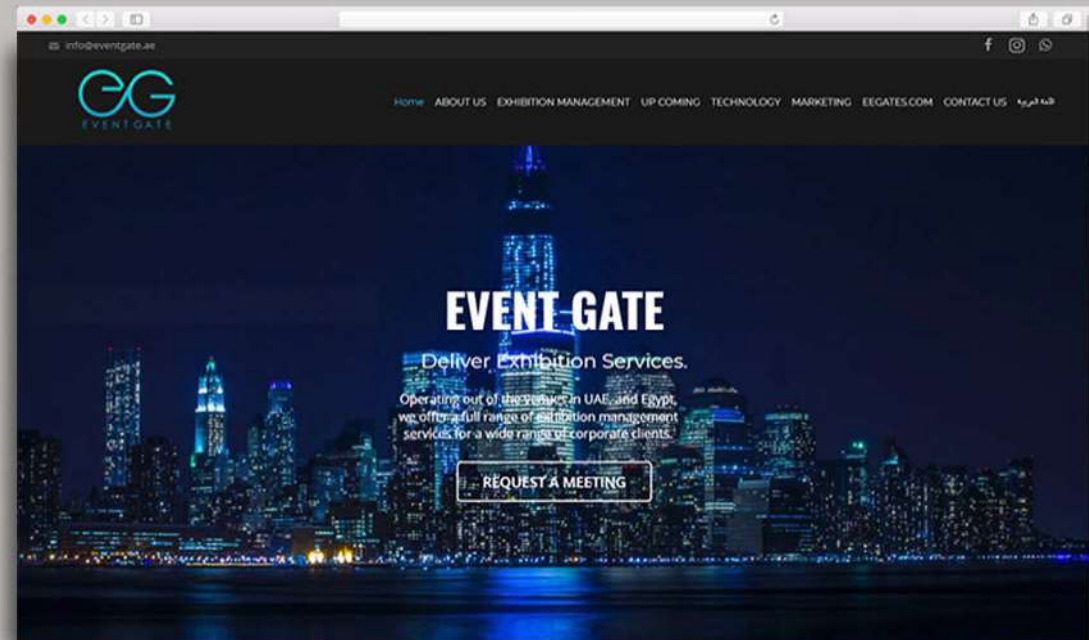 info@eventgate.ae
eG
EVENT GATE
Home ABOUT US EXHIBITION MANAGEMENT UP COMING TECHNOLOGY MARKETING EEGATES.COM CONTACT US
EVENT GATE
Deliver Exhibition Services.
Operating out of the venues in UAE, and Egypt,
we offer a full range of exhibition management
services for a wide range of corporate clients.
REQUEST A MEETING